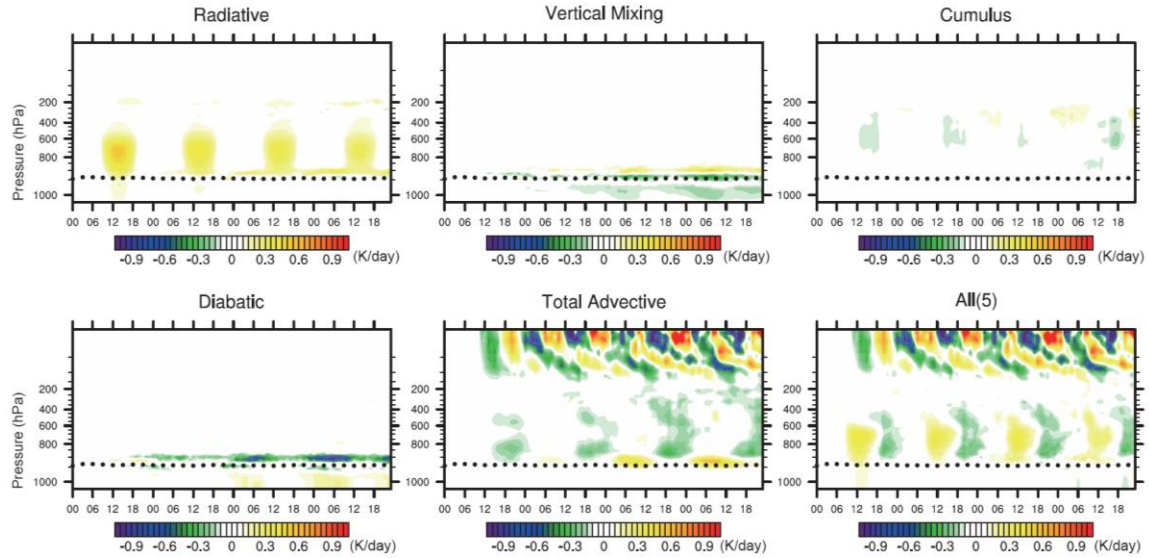 Radiative Vertical Mixing Cumulus
Pressure (hPa)
200 200 200
400 400 400
600 600 600
800 800 800
1000 1000 1000
00 06 12 18 00 06 12 18 00 06 12 18 00 06 12 18 00 06 12 18 00 06 12 18 00 06 12 18 00 06 12 18 00 06 12 18 00 06 12 18 00 06 12 18 00 06 12 18
-0.9 -0.6 -0.3 0 0.3 0.6 0.9 (K/day) -0.9 -0.6 -0.3 0 0.3 0.6 0.9 (K/day) -0.9 -0.6 -0.3 0 0.3 0.6 0.9 (K/day)
Diabatic Total Advective All(5)
Pressure (hPa)
200 200 200
400 400 400
600 600 600
800 800 800
1000 1000 1000
00 06 12 18 00 06 12 18 00 06 12 18 00 06 12 18 00 06 12 18 00 06 12 18 00 06 12 18 00 06 12 18 00 06 12 18 00 06 12 18 00 06 12 18 00 06 12 18
-0.9 -0.6 -0.3 0 0.3 0.6 0.9 (K/day) -0.9 -0.6 -0.3 0 0.3 0.6 0.9 (K/day) -0.9 -0.6 -0.3 0 0.3 0.6 0.9 (K/day)